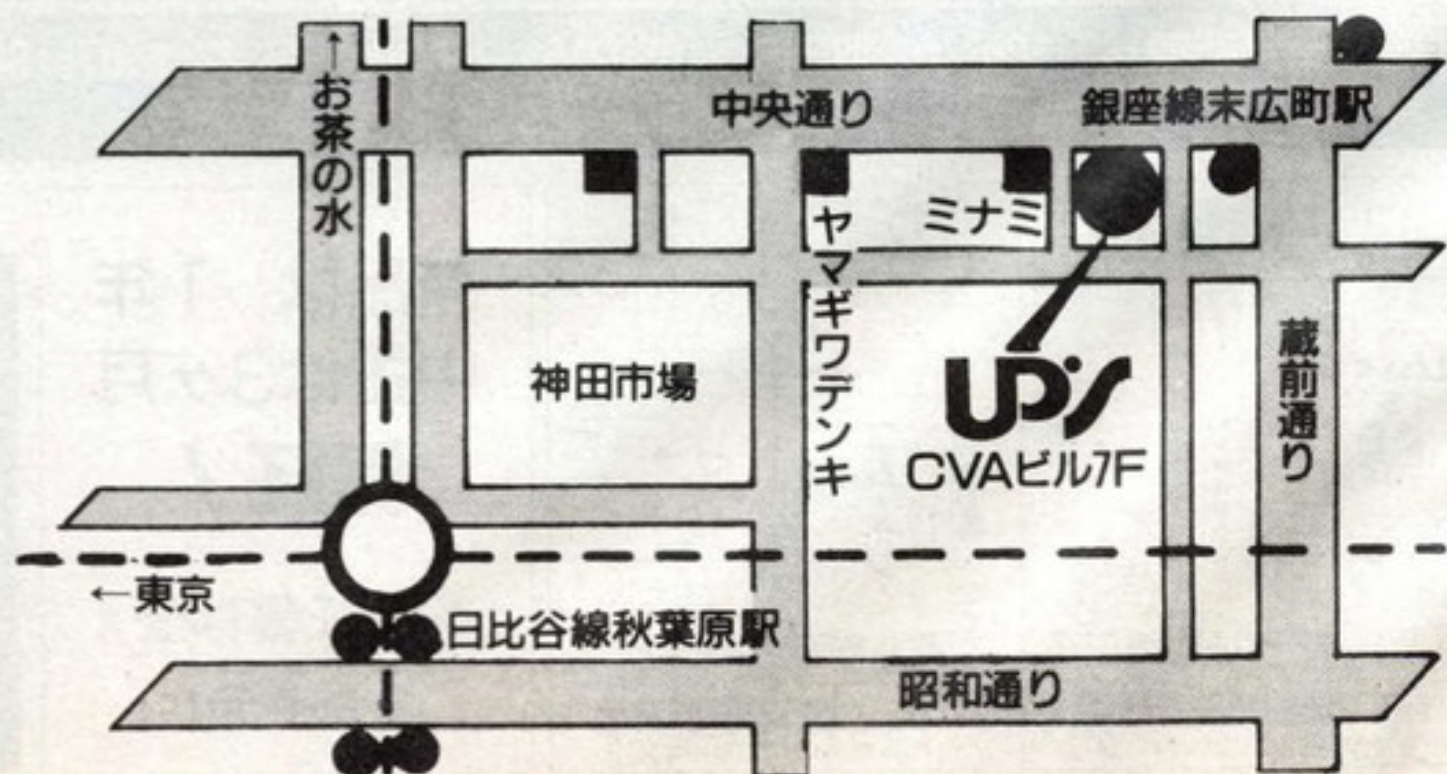 ←お茶の水
中央通り
銀座線末広町駅
ミナミ
ヤマギワデンキ
神田市場
UP'S
CVAビル7F
蔵前通り
←東京
日比谷線秋葉原駅
昭和通り